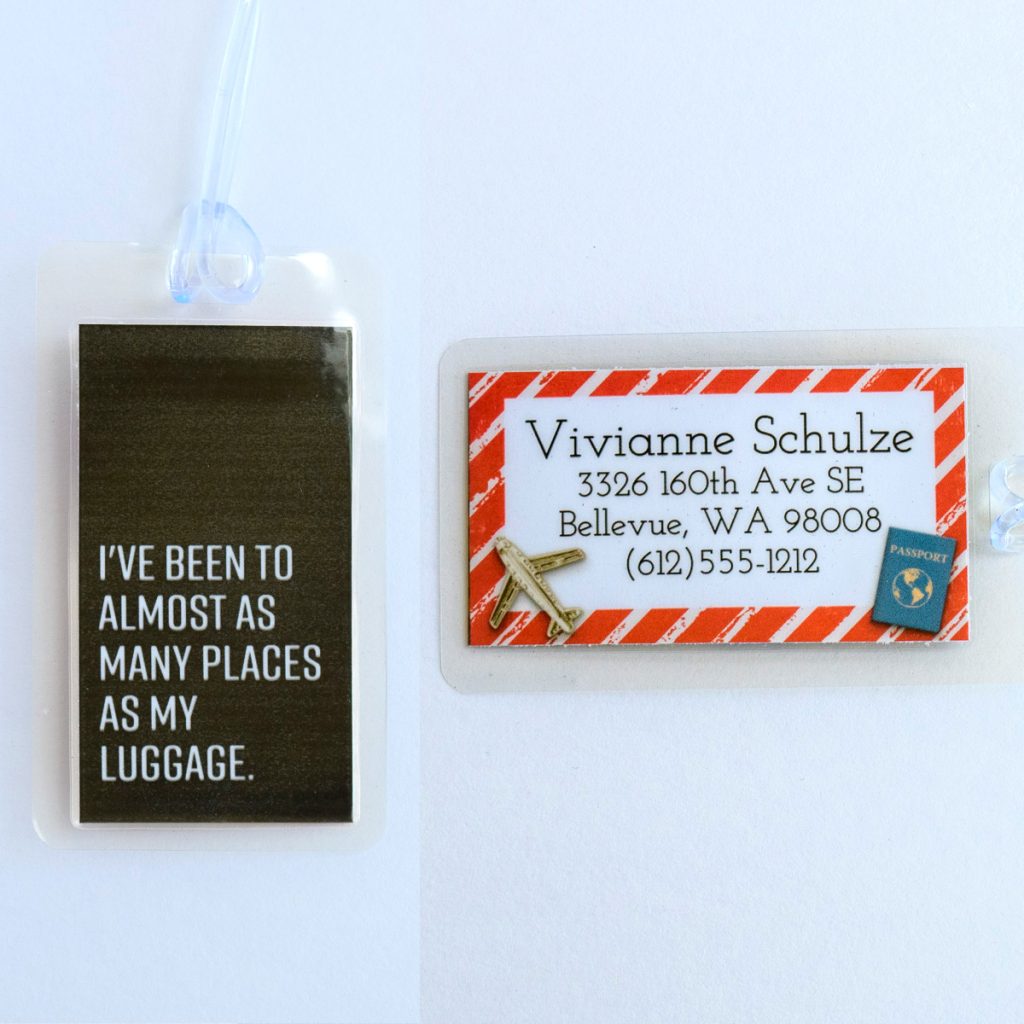 I'VE BEEN TO
ALMOST AS
MANY PLACES
AS MY
LUGGAGE.
Vivianne Schulze
3326 160th Ave SE
Bellevue, WA 98008
(612)555-1212
PASSPORT